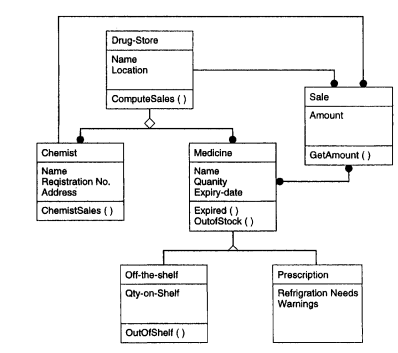 Drug-Store
Name
Location
ComputeSales ( )
Sale
Amount
GetAmount ( )
Chemist
Name
Registration No.
Address
ChemistSales ( )
Medicine
Name
Quanity
Expiry-date
Expired ( )
OutofStock ( )
Off-the-shelf
Qty-on-Shelf
OutOfShelf ( )
Prescription
Refrigration Needs
Warnings